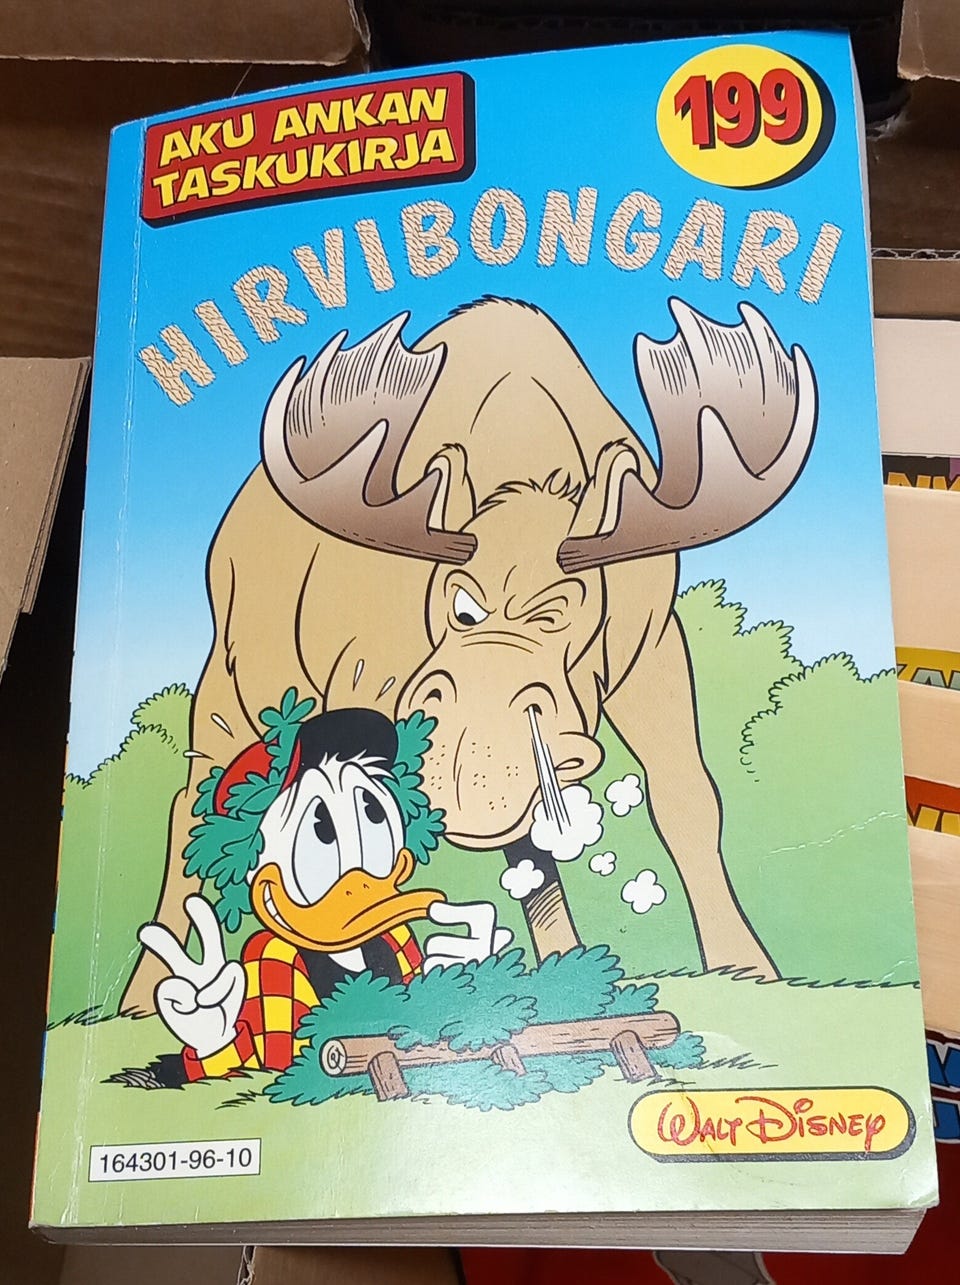 AKU ANKAN
TASKUKIRJA
199
HIRVIBONGARI
WALT DISNEY
164301-96-10